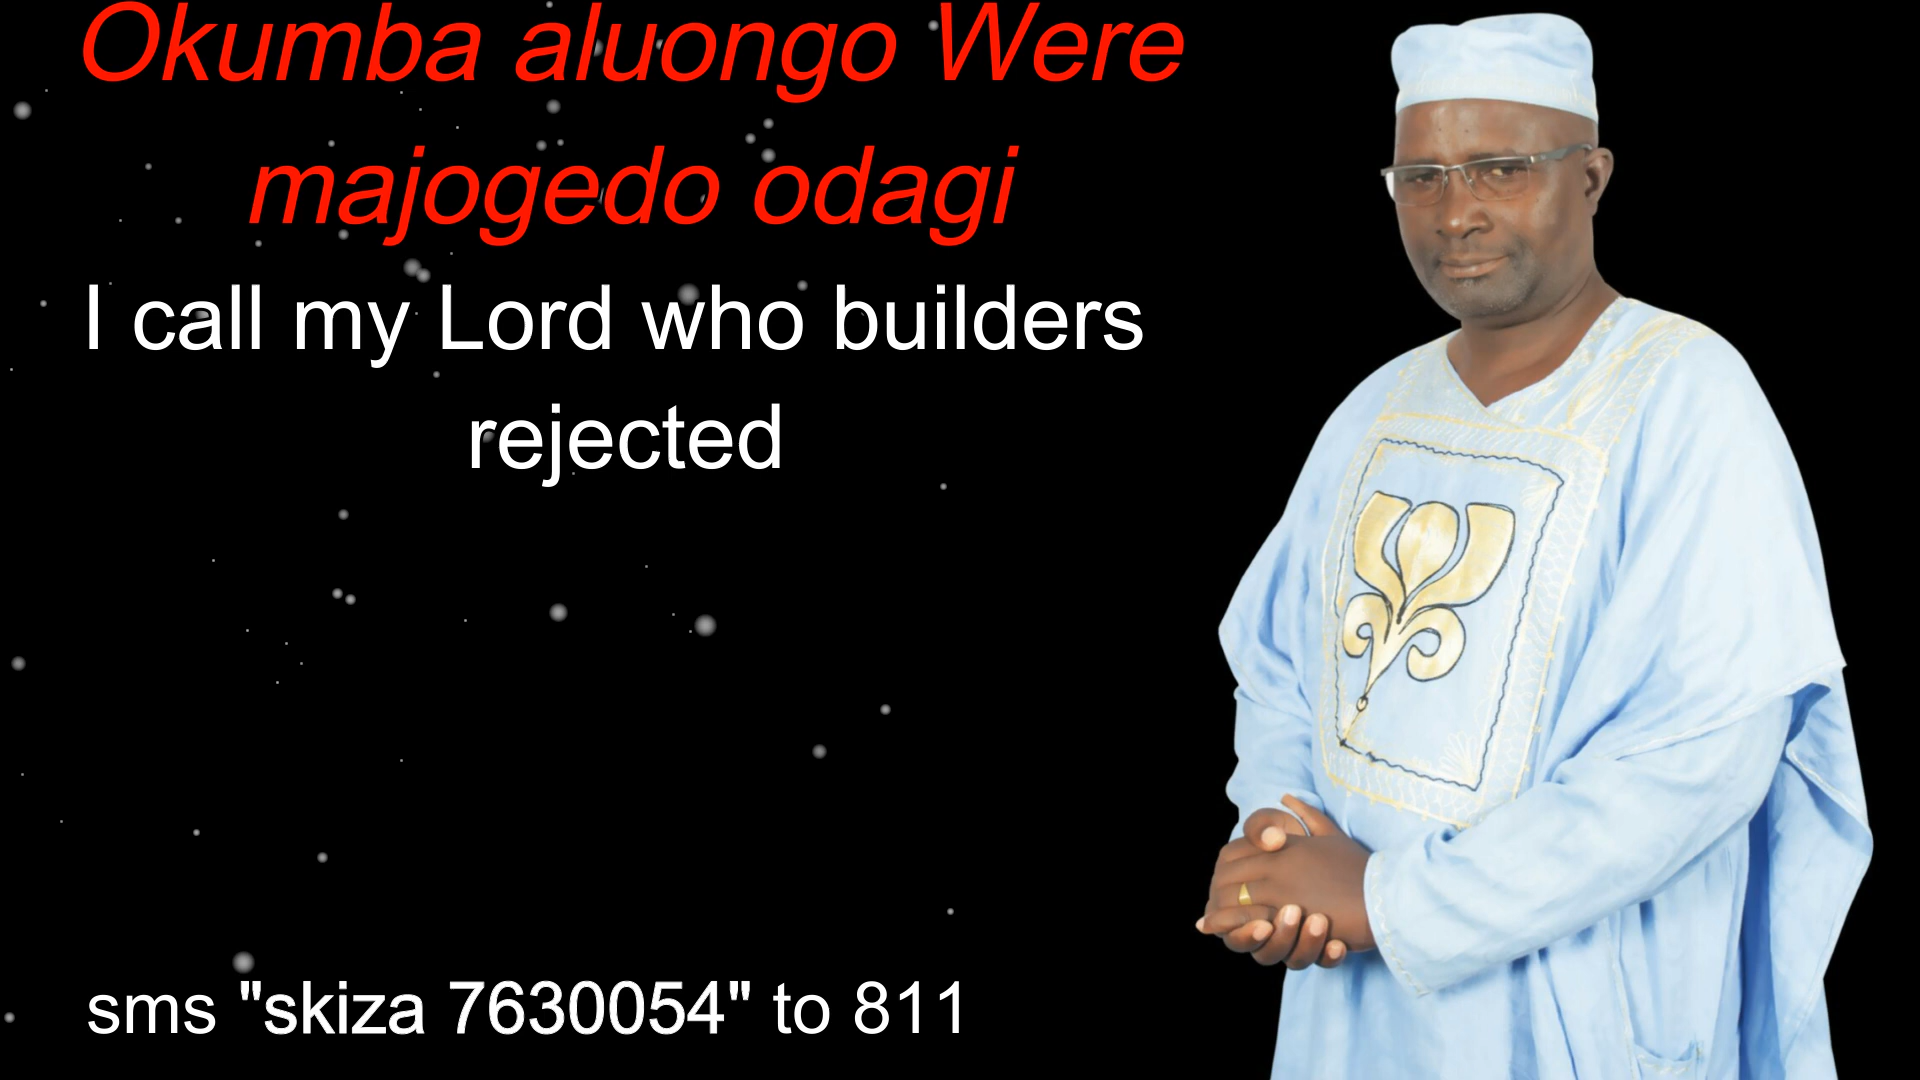 Okumba aluongo Were
majogedo odagi
I call my Lord who builders
rejected
sms "skiza 7630054" to 811